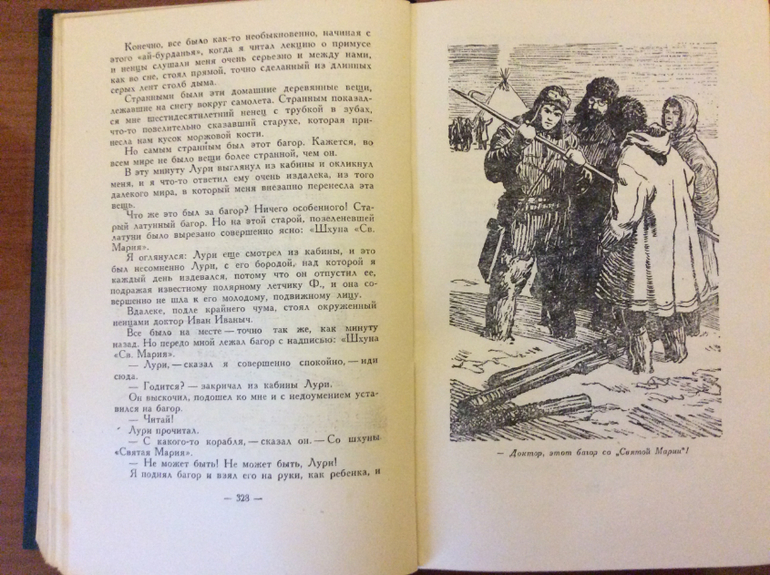 Конечно, все было как-то необыкновенно, начиная с
этого «ай-бурданья», когда я читал лекцию о примусе
и ненцы слушали меня очень серьезно и между нами,
как во сне, стоял прямой, точно сделанный из длинных
серых лент столб дыма.
Странными были эти домашние деревянные вещи,
лежавшие на снегу вокруг самолета. Странным показал-
ся мне шестидесятилетний ненец с трубкой в зубах,
что-то повелительно сказавший старухе, которая при-
несла нам кусок моржовой кости.
Но самым странным был этот багор. Кажется, во
всем мире не было вещи более странной, чем он.
В эту минуту Лури выглянул из кабины и окликнул
меня, и я что-то ответил ему очень издалека, из того
далекого мира, в который меня внезапно перенесла эта
вещь.
Что же это был за багор? Ничего особенного! Ста-
рый латунный багор. Но на этой старой, позеленевшей
латуни было вырезано совершенно ясно: «Шхуна «Св.
Мария».
Я оглянулся: Лури еще смотрел из кабины, и это
был несомненно Лури, с его бородой, над которой я
каждый день издевался, потому что он отпустил ее,
подражая известному полярному летчику Ф., и она со-
вершенно не шла к его молодому, подвижному лицу.
Вдалеке, подле крайнего чума, стоял окруженный
ненцами доктор Иван Иваныч.
Все было на месте — точно так же, как минуту
назад. Но передо мной лежал багор с надписью: «Шхуна
«Св. Мария».
— Лури, — сказал я совершенно спокойно, — иди
сюда.
— Годится? — закричал из кабины Лури.
Он выскочил, подошел ко мне и с недоумением уста-
вился на багор.
— Читай!
Лури прочитал.
— С какого-то корабля, — сказал он. — Со шхуны
«Святая Мария».
— Не может быть! Не может быть, Лури!
Я поднял багор и взял его на руки, как ребенка, и
— 328 —
— Доктор, этот багор со „Святой Марии“!